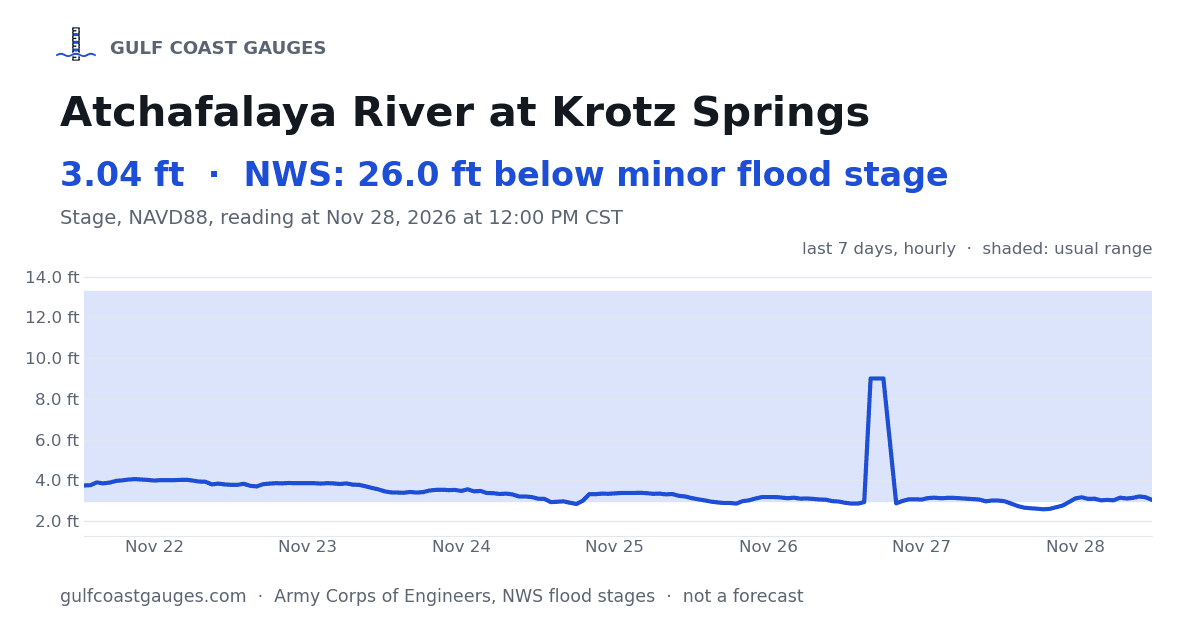 GULF COAST GAUGES
Atchafalaya River at Krotz Springs
3.04 ft · NWS: 26.0 ft below minor flood stage
Stage, NAVD88, reading at Nov 28, 2026 at 12:00 PM CST
last 7 days, hourly · shaded: usual range
14.0 ft
12.0 ft
10.0 ft
8.0 ft
6.0 ft
4.0 ft
2.0 ft
Nov 22 Nov 23 Nov 24 Nov 25 Nov 26 Nov 27 Nov 28
gulfcoastgauges.com · Army Corps of Engineers, NWS flood stages · not a forecast